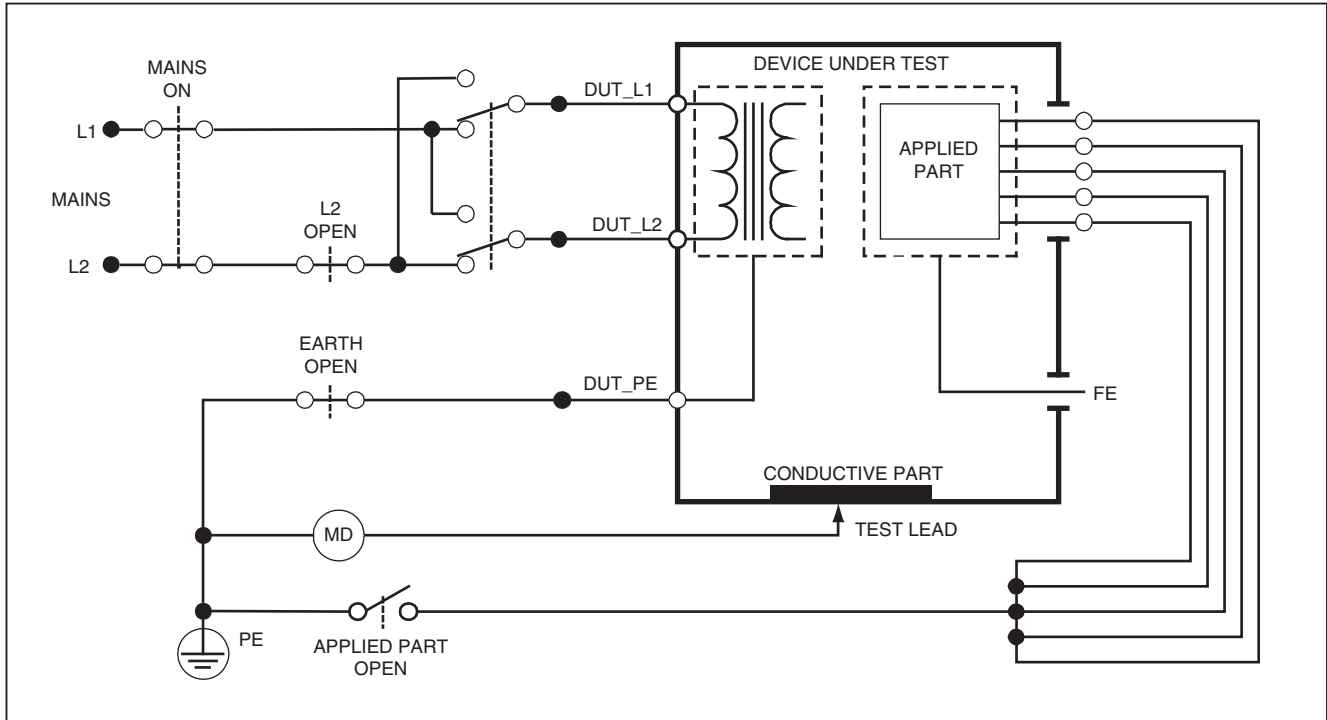 MAINS
ON
L1
MAINS
L2
OPEN
L2
DUT_L1
DUT_L2
DEVICE UNDER TEST
APPLIED
PART
EARTH
OPEN
DUT_PE
FE
CONDUCTIVE PART
MD
TEST LEAD
PE
APPLIED PART
OPEN